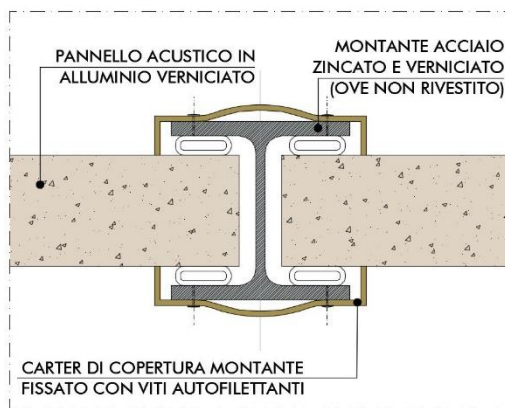 PANNELLO ACUSTICO IN
ALLUMINIO VERNICIATO
MONTANTE ACCIAIO
ZINCATO E VERNICIATO
(OVE NON RIVESTITO)
CARTER DI COPERTURA MONTANTE
FISSATO CON VITI AUTOFILETTANTI